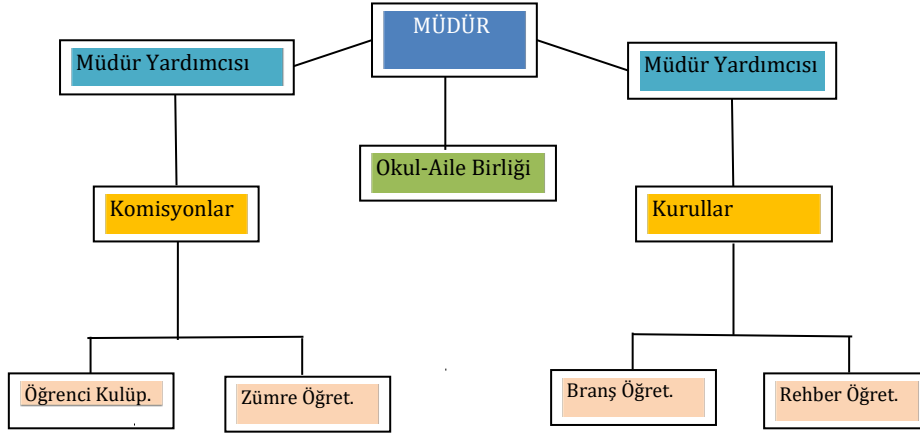 MÜDÜR
Müdür Yardımcısı
Müdür Yardımcısı
Okul-Aile Birliği
Komisyonlar
Kurullar
Öğrenci Kulüp.
Zümre Öğret.
Branş Öğret.
Rehber Öğret.